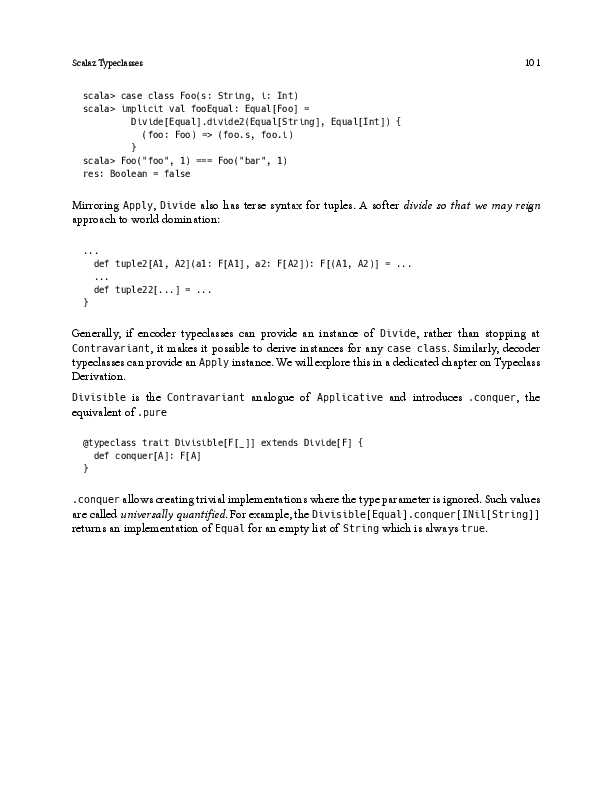 Scalaz Typeclasses 101
scala> case class Foo(s: String, i: Int)
scala> implicit val fooEqual: Equal[Foo] =
Divide[Equal].divide2(Equal[String], Equal[Int]) {
(foo: Foo) => (foo.s, foo.i)
}
scala> Foo("foo", 1) === Foo("bar", 1)
res: Boolean = false
Mirroring Apply, Divide also has terse syntax for tuples. A softer divide so that we may reign
approach to world domination:
...
def tuple2[A1, A2](a1: F[A1], a2: F[A2]): F[(A1, A2)] = ...
...
def tuple22[...] = ...
}
Generally, if encoder typeclasses can provide an instance of Divide, rather than stopping at
Contravariant, it makes it possible to derive instances for any case class. Similarly, decoder
typeclasses can provide an Apply instance. We will explore this in a dedicated chapter on Typeclass
Derivation.
Divisible is the Contravariant analogue of Applicative and introduces .conquer, the
equivalent of .pure
@typeclass trait Divisible[F[_]] extends Divide[F] {
def conquer[A]: F[A]
}
.conquer allows creating trivial implementations where the type parameter is ignored. Such values
are called universally quantified. For example, the Divisible[Equal].conquer[INil[String]]
returns an implementation of Equal for an empty list of String which is always true.